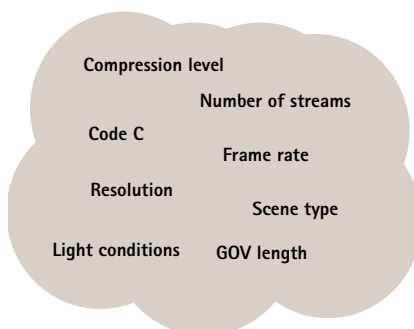 Compression level
Number of streams
Code C
Frame rate
Resolution
Scene type
Light conditions
GOV length